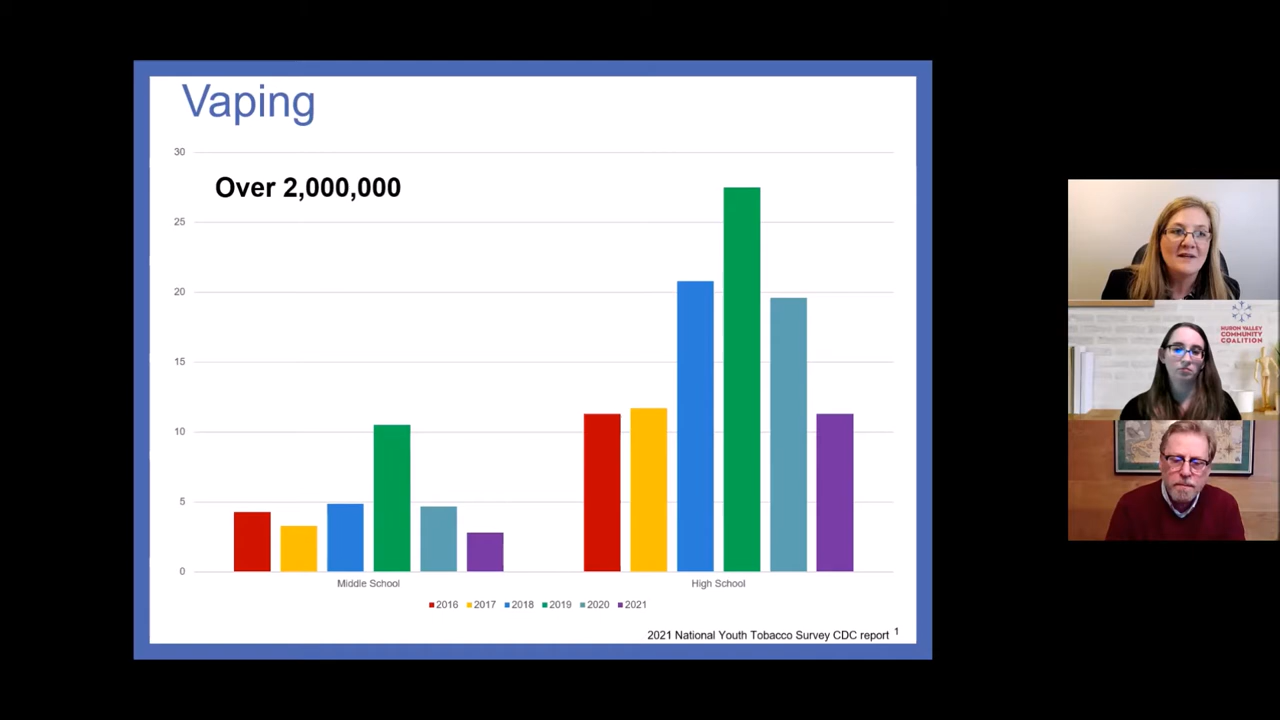 Vaping
30
Over 2,000,000
25
20
15
10
5
0
Middle School
High School
2016 2017 2018 2019 2020 2021
2021 National Youth Tobacco Survey CDC report 1
HURON VALLEY
COMMUNITY
COALITION